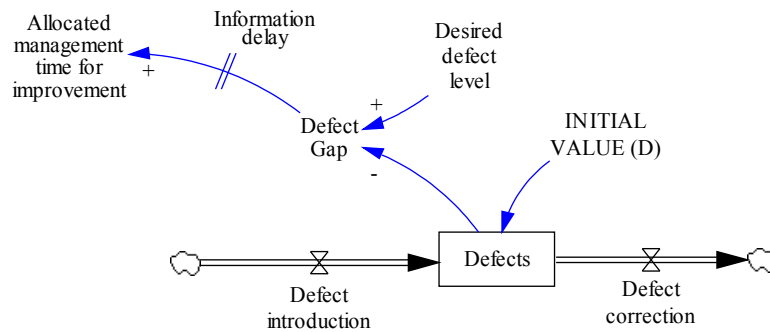 Allocated
management
time for
improvement
+
Information
delay
Desired
defect
level
+
Defect
Gap
-
INITIAL
VALUE (D)
Defects
Defect
introduction
Defect
correction